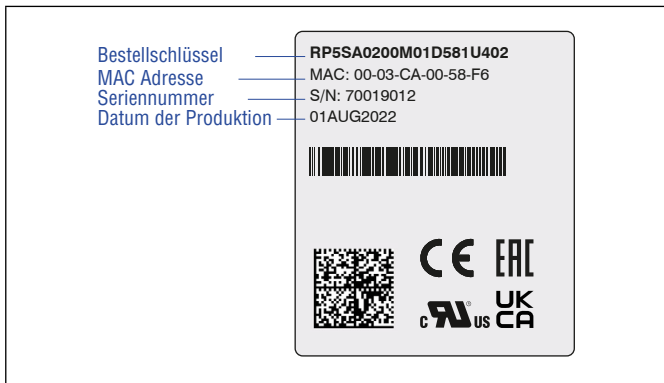 Bestellschlüssel RP5SA0200M01D581U402
MAC Adresse MAC: 00-03-CA-00-58-F6
Seriennummer S/N: 70019012
Datum der Produktion 01AUG2022
CE EAC
c RU ® US UK
CA